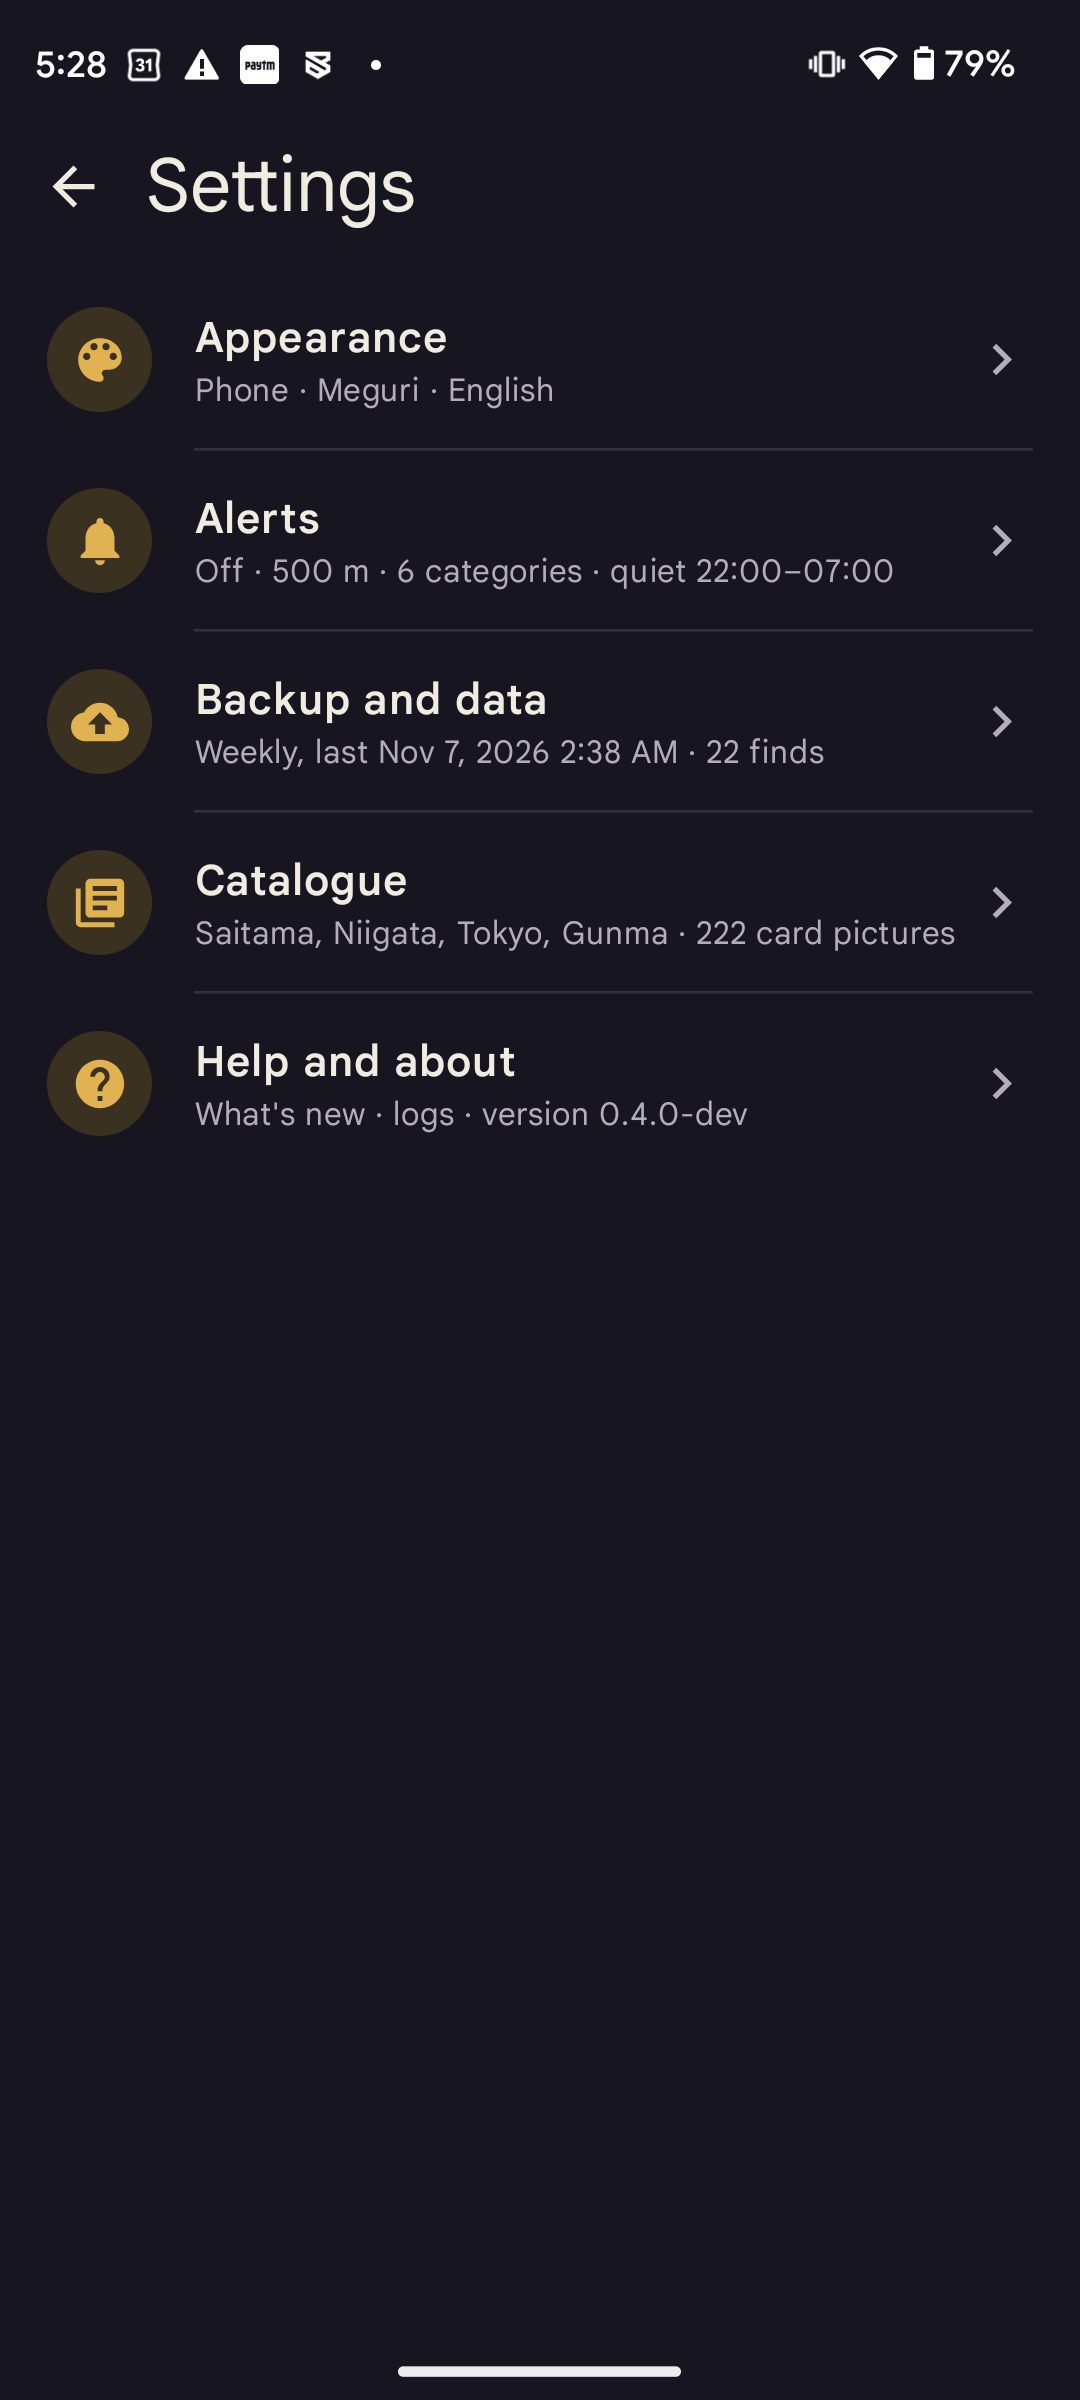 5:28 31 paytm 79%
Settings
Appearance
Phone · Meguri · English
Alerts
Off · 500 m · 6 categories · quiet 22:00–07:00
Backup and data
Weekly, last Nov 7, 2026 2:38 AM · 22 finds
Catalogue
Saitama, Niigata, Tokyo, Gunma · 222 card pictures
Help and about
What's new · logs · version 0.4.0-dev